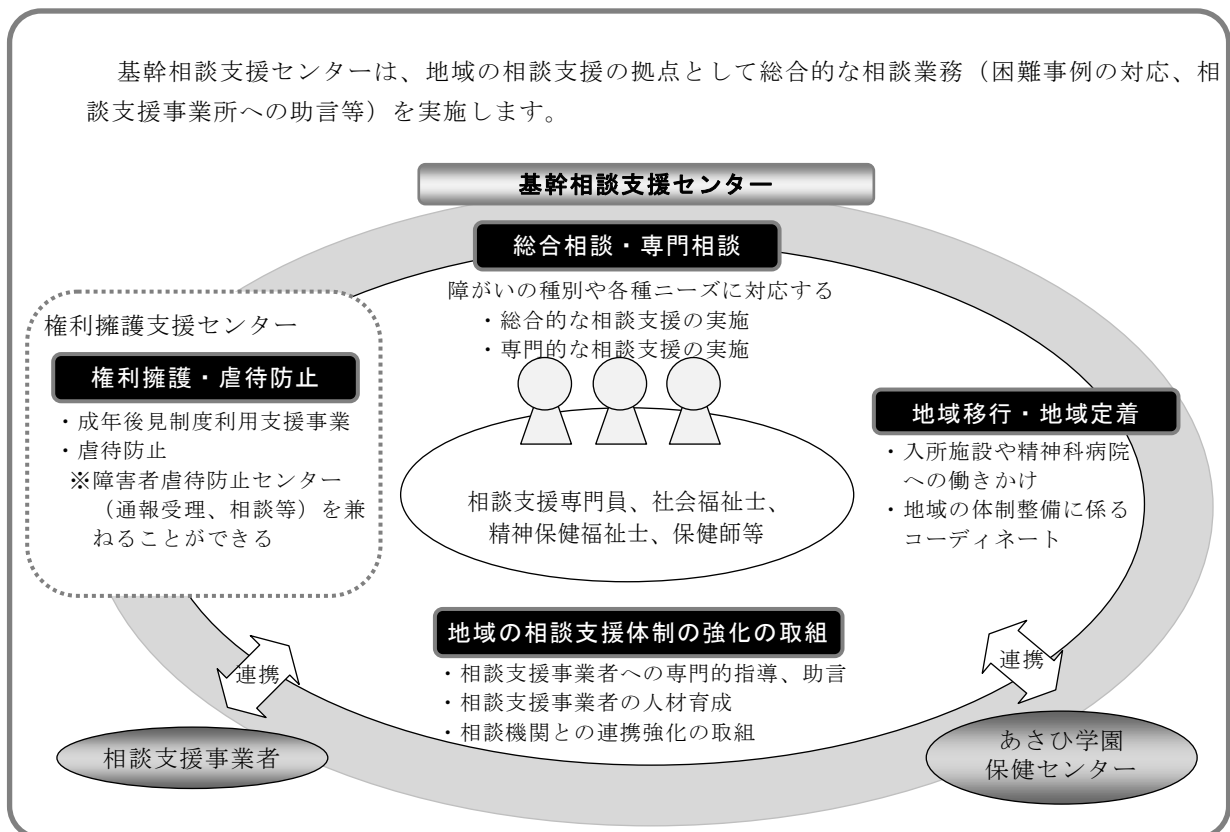 基幹相談支援センターは、地域の相談支援の拠点として総合的な相談業務（困難事例の対応、相
談支援事業所への助言等）を実施します。
基幹相談支援センター
総合相談・専門相談
障がいの種別や各種ニーズに対応する
・総合的な相談支援の実施
・専門的な相談支援の実施
権利擁護支援センター
権利擁護・虐待防止
・成年後見制度利用支援事業
・虐待防止
※障害者虐待防止センター
（通報受理、相談等）を兼
ねることができる
地域移行・地域定着
・入所施設や精神科病院
への働きかけ
・地域の体制整備に係る
コーディネート
相談支援専門員、社会福祉士、
精神保健福祉士、保健師等
地域の相談支援体制の強化の取組
・相談支援事業者への専門的指導、助言
・相談支援事業者の人材育成
・相談機関との連携強化の取組
連携
連携
相談支援事業者
あさひ学園
保健センター